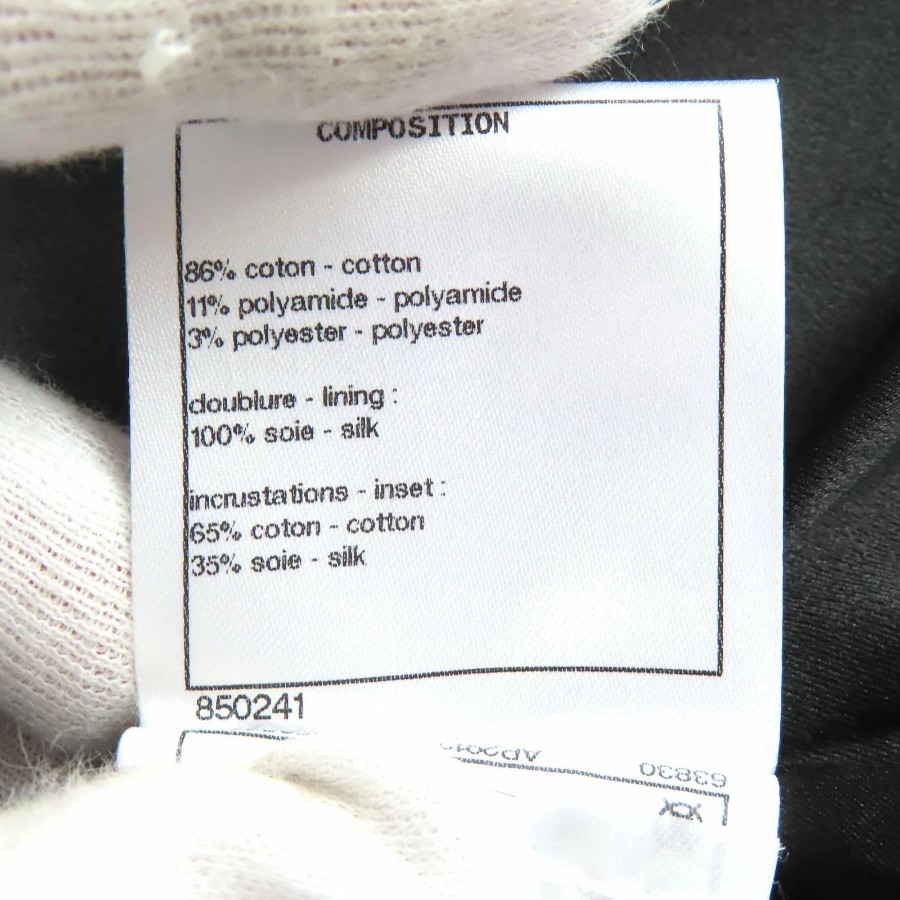 COMPOSITION
86% coton - cotton
11% polyamide - polyamide
3% polyester - polyester
doublure - lining :
100% soie - silk
incrustations - inset :
65% coton - cotton
35% soie - silk
850241
63830